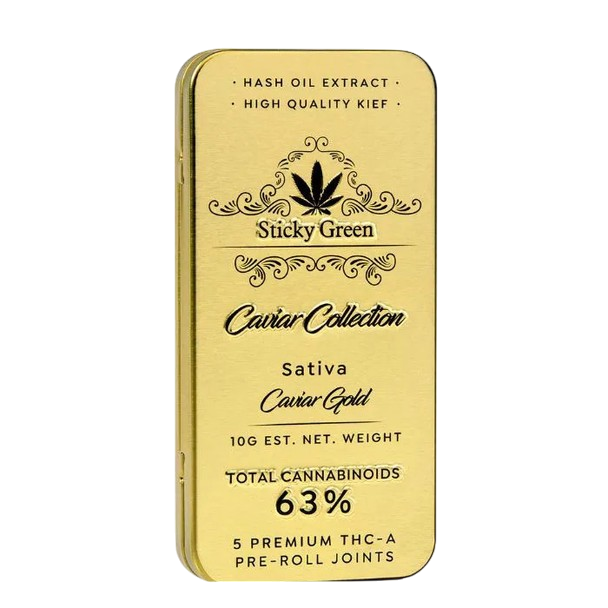 · HASH OIL EXTRACT ·
· HIGH QUALITY KIEF ·
Sticky Green
Caviar Collection
Sativa
Caviar Gold
10G EST. NET. WEIGHT
TOTAL CANNABINOIDS
63%
5 PREMIUM THC-A
PRE-ROLL JOINTS